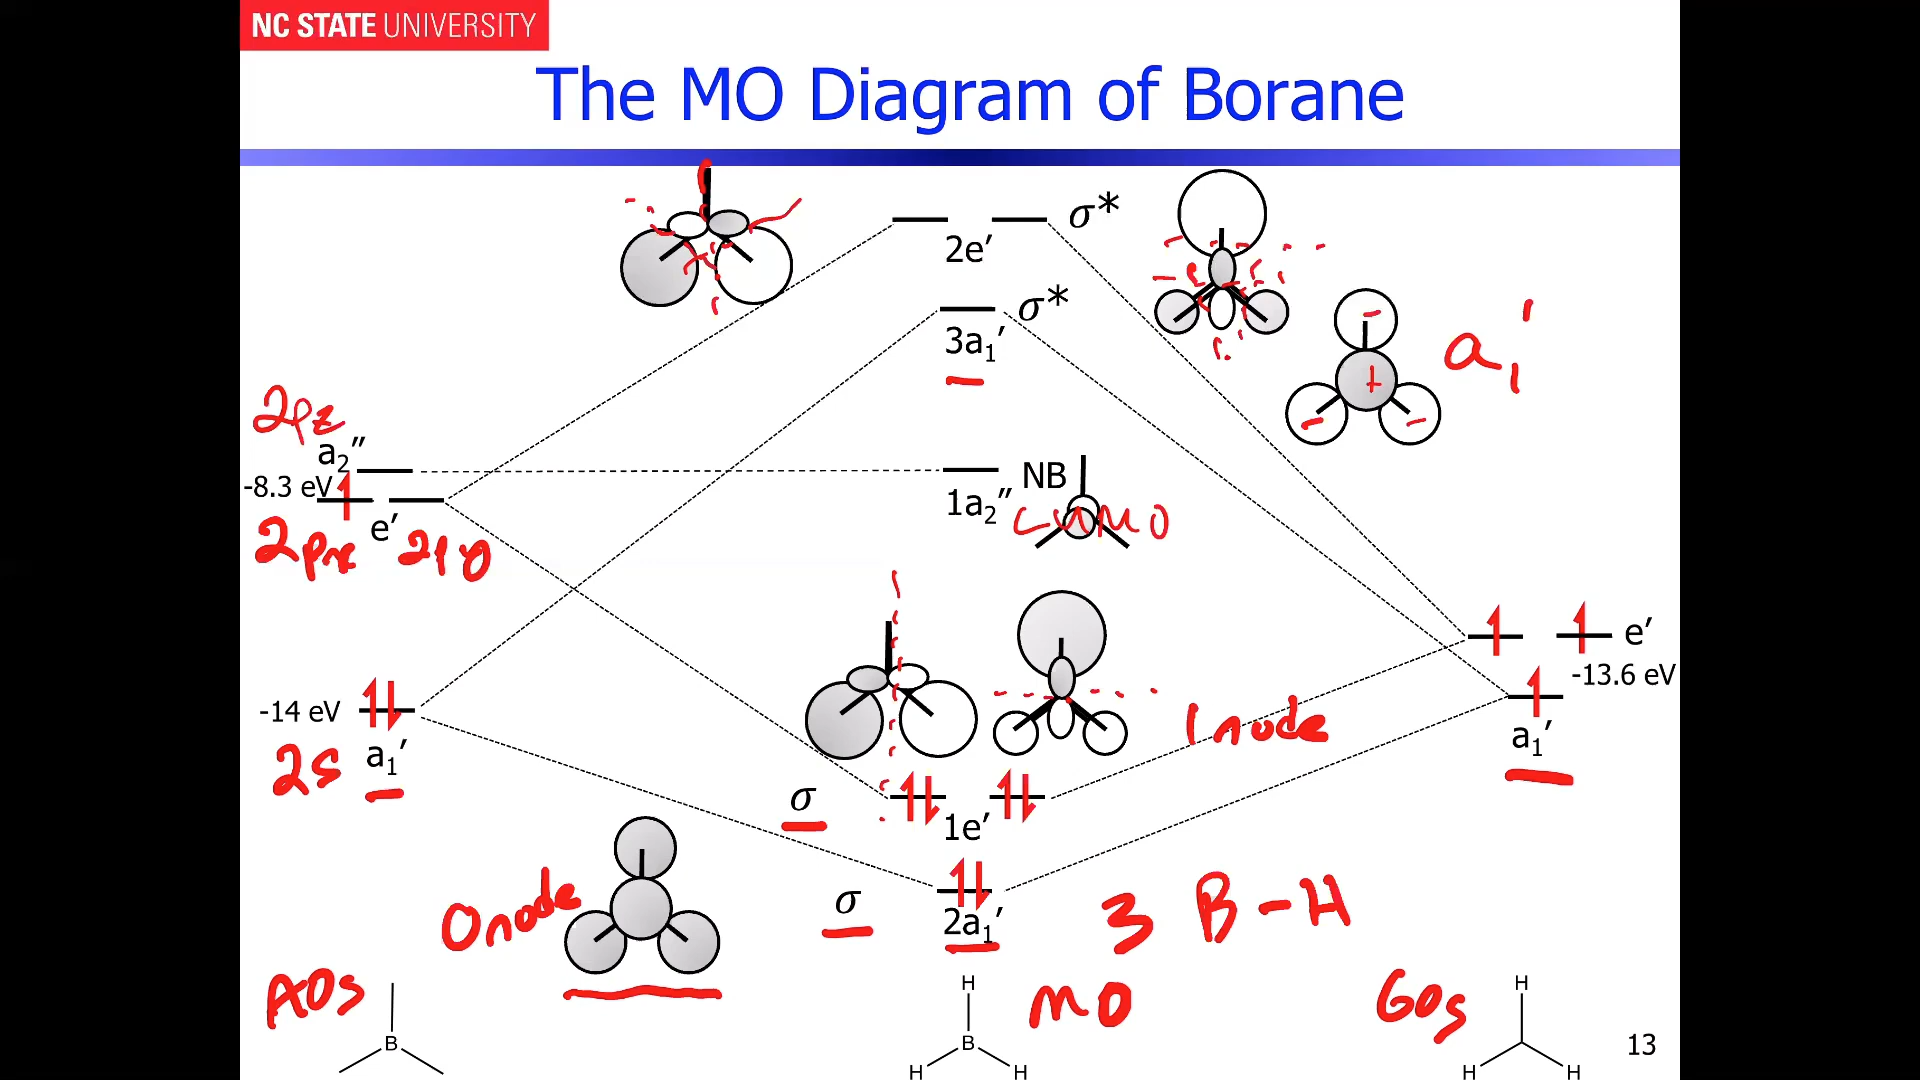 NC STATE UNIVERSITY
The MO Diagram of Borane
2e′ σ*
3a₁′ σ*
+
− − −
a₁′
2pz
a₂″
-8.3 eV
e′
2px 2py
1a₂″ NB
LUMO
e′
-13.6 eV
a₁′
-14 eV
2s a₁′
1 node
σ
1e′
0 node
σ
2a₁′
3 B-H
AOs
MO
GOs
B
H
B
H H
H
H H
13